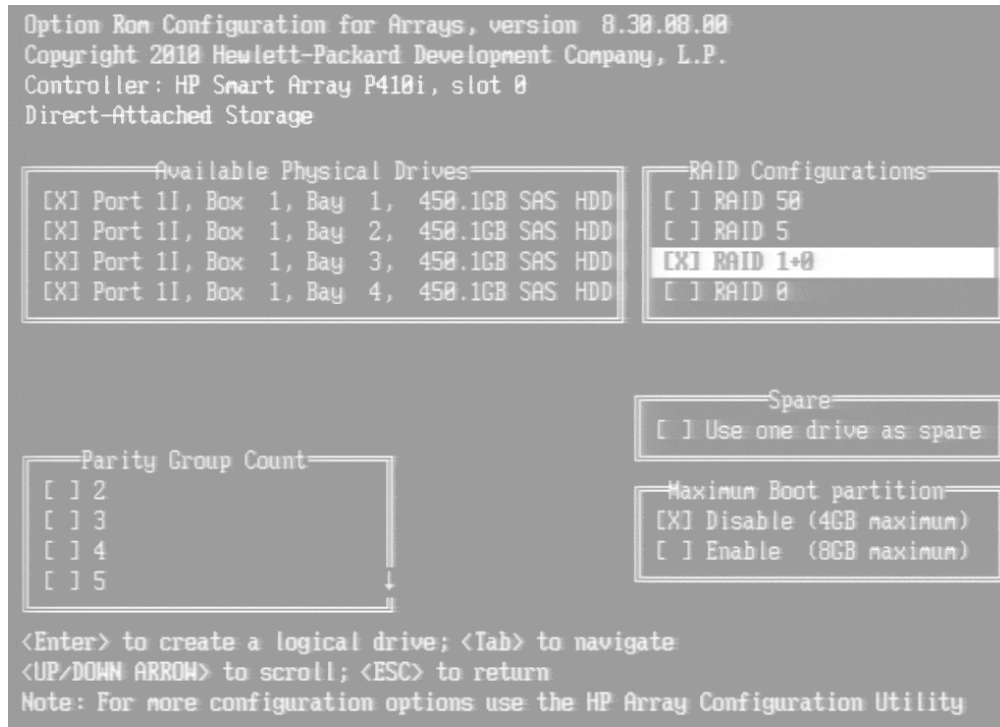 Option Rom Configuration for Arrays, version  8.30.08.00
Copyright 2010 Hewlett-Packard Development Company, L.P.
Controller: HP Smart Array P410i, slot 0
Direct-Attached Storage
Available Physical Drives
[X] Port 1I, Box  1, Bay  1,  450.1GB SAS  HDD
[X] Port 1I, Box  1, Bay  2,  450.1GB SAS  HDD
[X] Port 1I, Box  1, Bay  3,  450.1GB SAS  HDD
[X] Port 1I, Box  1, Bay  4,  450.1GB SAS  HDD
RAID Configurations
[ ] RAID 50
[ ] RAID 5
[X] RAID 1+0
[ ] RAID 0
Spare
[ ] Use one drive as spare
Parity Group Count
[ ] 2
[ ] 3
[ ] 4
[ ] 5
Maximum Boot partition
[X] Disable (4GB maximum)
[ ] Enable  (8GB maximum)
<Enter> to create a logical drive; <Tab> to navigate
<UP/DOWN ARROW> to scroll; <ESC> to return
Note: For more configuration options use the HP Array Configuration Utility